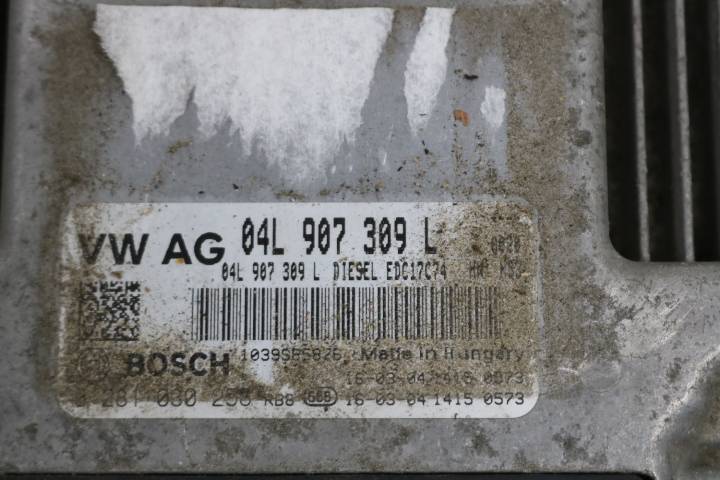 VW AG 04L 907 309 L
04L 907 309 L DIESEL EDC17C74
BOSCH 1039S85826 Made in Hungary
16-03-04 1415 0573
281 030 256 RB8 16-03-04 1415 0573